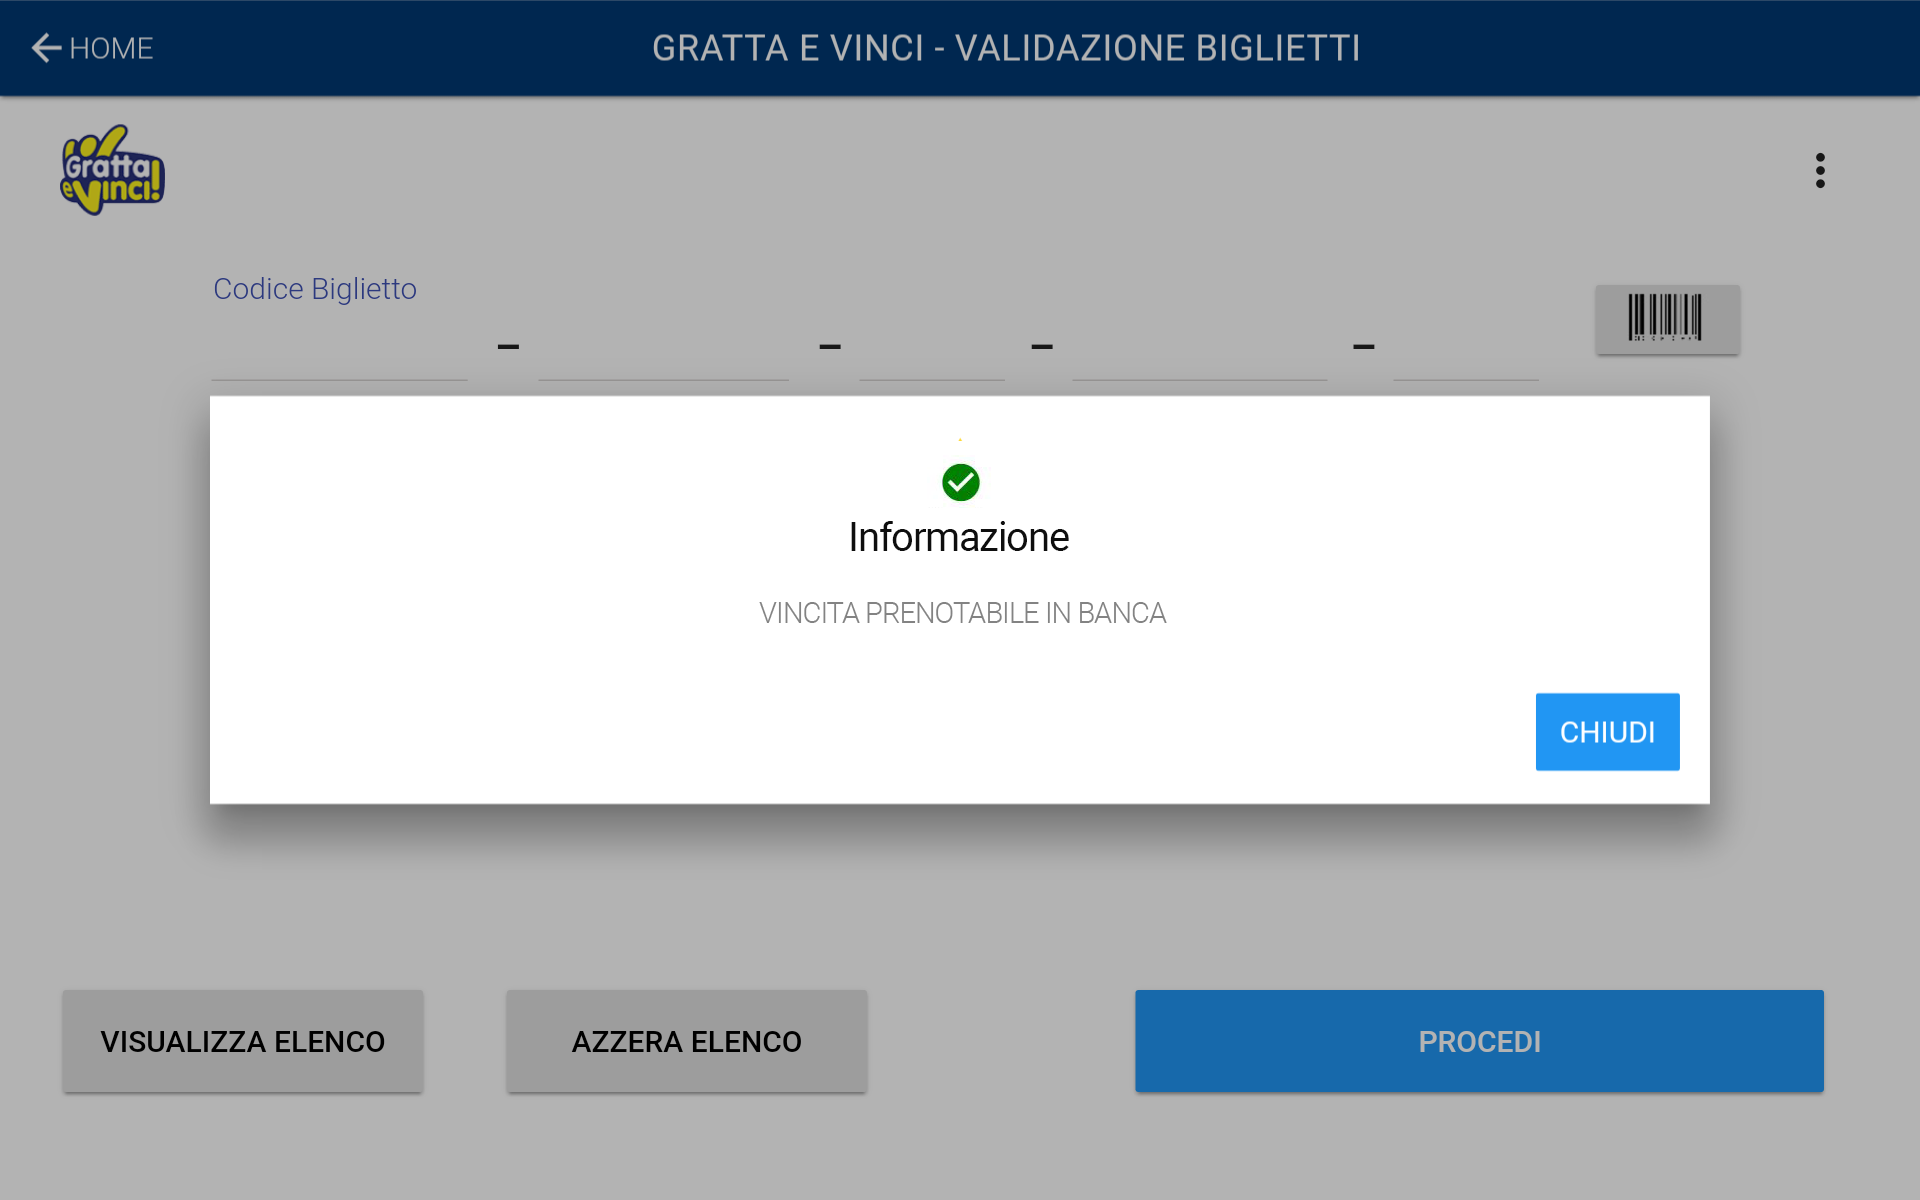 HOME
GRATTA E VINCI - VALIDAZIONE BIGLIETTI
Gratta
e Vinci!
Codice Biglietto
– – – –
Informazione
VINCITA PRENOTABILE IN BANCA
CHIUDI
VISUALIZZA ELENCO
AZZERA ELENCO
PROCEDI